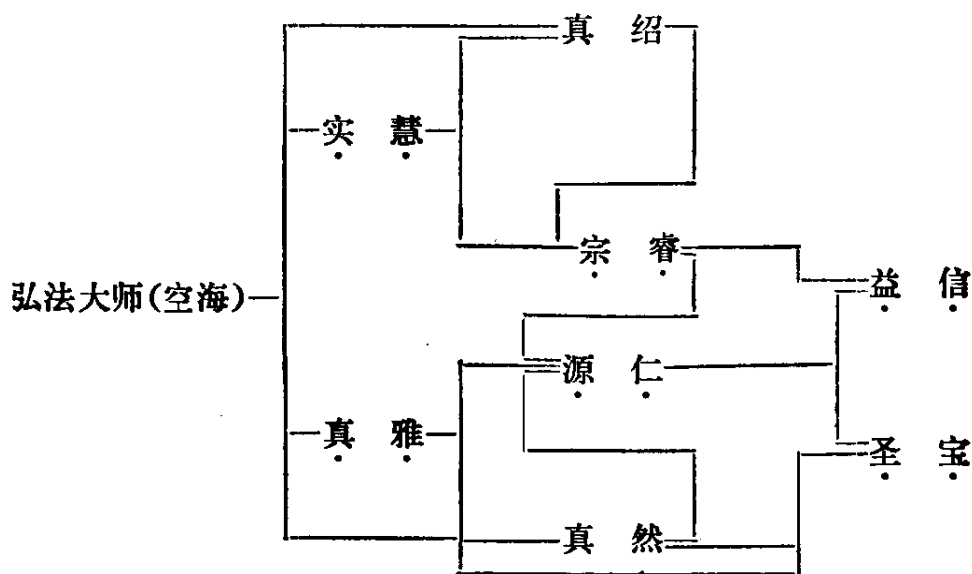 真 绍
实 慧
宗 睿
弘法大师(空海)
益 信
源 仁
真 雅
圣 宝
真 然